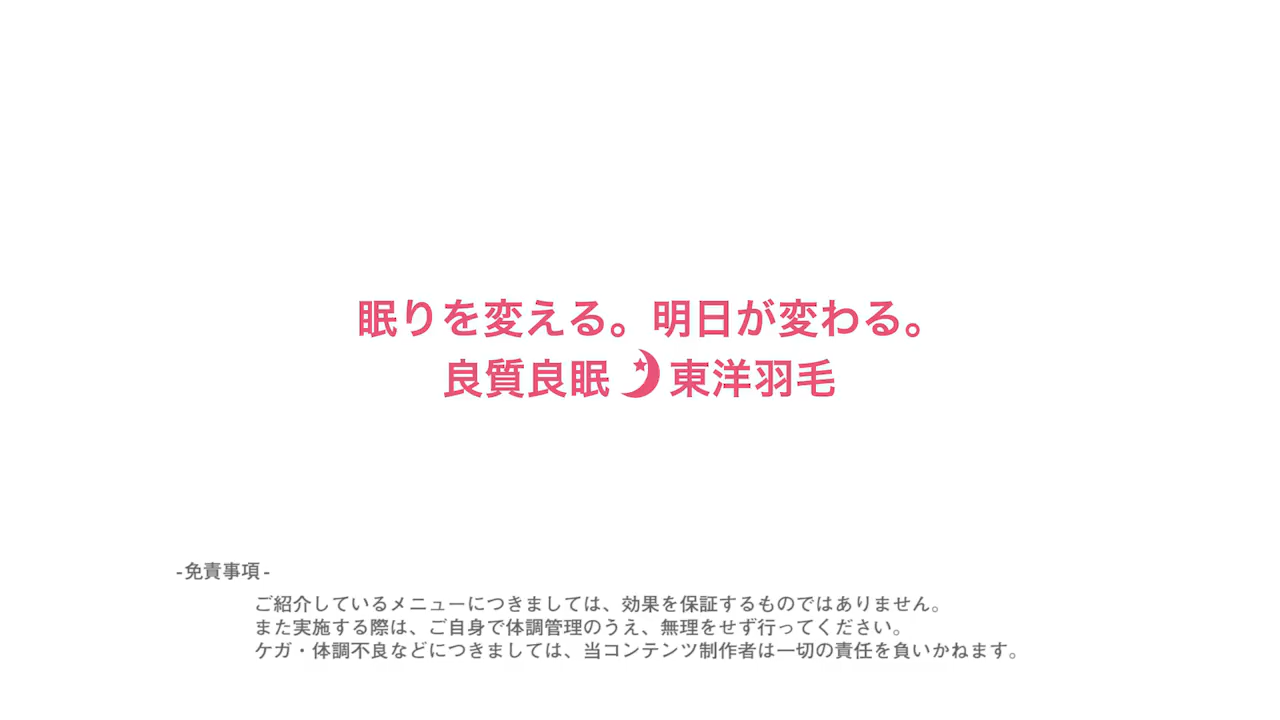 眠りを変える。明日が変わる。
良質良眠 東洋羽毛
-免責事項-
ご紹介しているメニューにつきましては、効果を保証するものではありません。
また実施する際は、ご自身で体調管理のうえ、無理をせず行ってください。
ケガ・体調不良などにつきましては、当コンテンツ制作者は一切の責任を負いかねます。